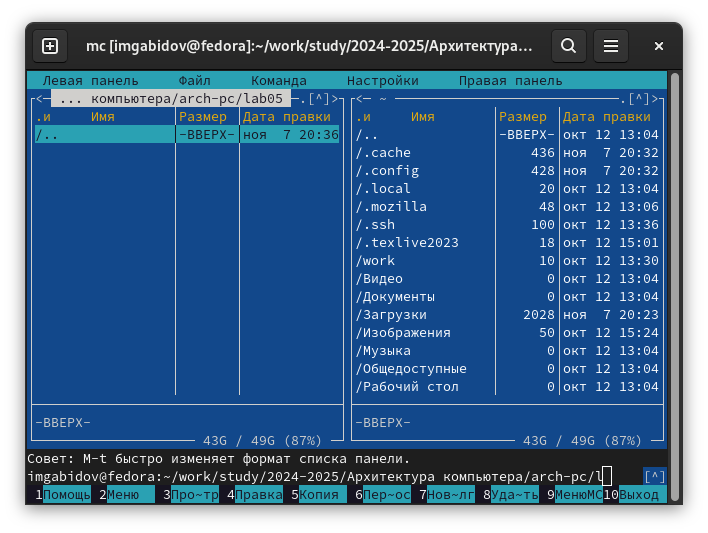 mc [imgabidov@fedora]:~/work/study/2024-2025/Архитектура...
Левая панель Файл Команда Настройки Правая панель
<─ ... компьютера/arch-pc/lab05 ─.[^]>
.и Имя Размер Дата правки
/.. -ВВЕРХ- ноя 7 20:36
-ВВЕРХ-
43G / 49G (87%)
<─ ~ ─.[^]>
.и Имя Размер Дата правки
/.. -ВВЕРХ- окт 12 13:04
/.cache 436 ноя 7 20:32
/.config 428 ноя 7 20:32
/.local 20 окт 12 13:04
/.mozilla 48 окт 12 13:06
/.ssh 100 окт 12 13:36
/.texlive2023 18 окт 12 15:01
/work 10 окт 12 13:30
/Видео 0 окт 12 13:04
/Документы 0 окт 12 13:04
/Загрузки 2028 ноя 7 20:23
/Изображения 50 окт 12 15:24
/Музыка 0 окт 12 13:04
/Общедоступные 0 окт 12 13:04
/Рабочий стол 0 окт 12 13:04
-ВВЕРХ-
43G / 49G (87%)
Совет: M-t быстро изменяет формат списка панели.
imgabidov@fedora:~/work/study/2024-2025/Архитектура компьютера/arch-pc/l [^]
1Помощь 2Меню 3Про~тр 4Правка 5Копия 6Пер~ос 7Нов~лг 8Уда~ть 9МенюMC 10Выход